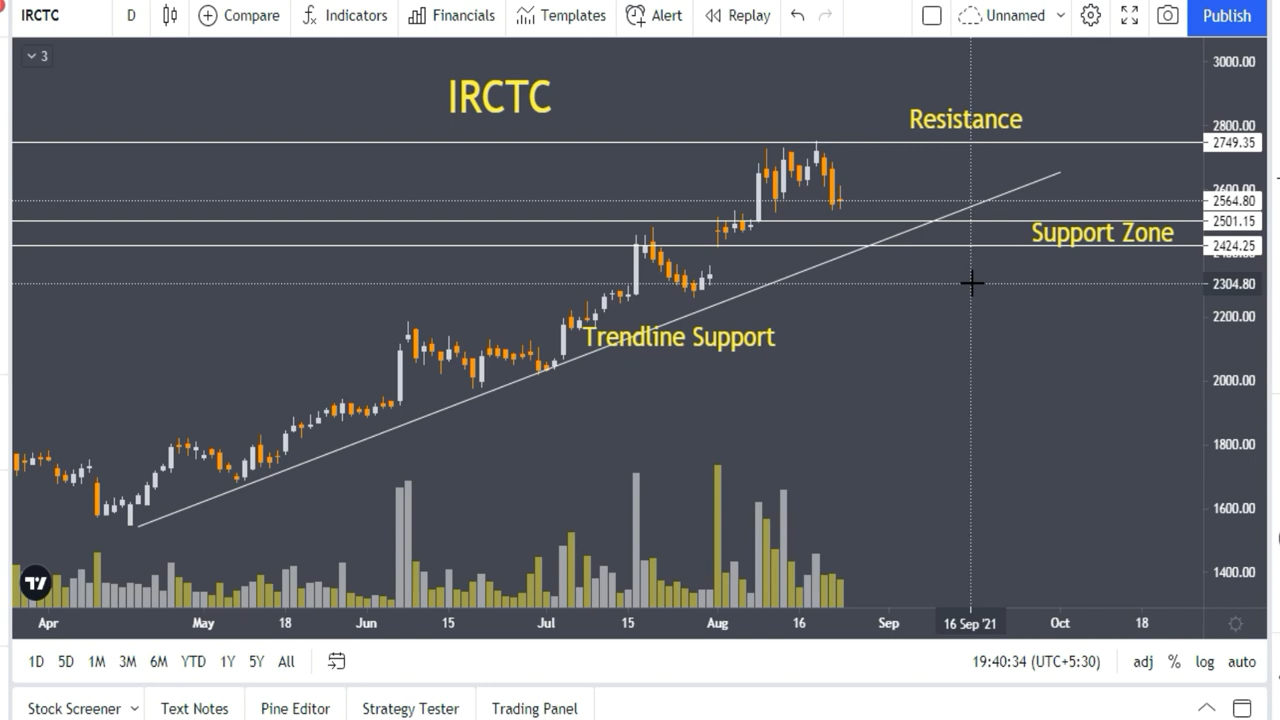 IRCTC D Compare Indicators Financials Templates Alert Replay Unnamed Publish
3
3000.00
IRCTC
Resistance
2800.00
2749.35
2600.00
2564.80
2501.15
Support Zone
2424.25
2304.80
2200.00
Trendline Support
2000.00
1800.00
1600.00
1400.00
Apr May 18 Jun 15 Jul 15 Aug 16 Sep 16 Sep '21 Oct 18
1D 5D 1M 3M 6M YTD 1Y 5Y All 19:40:34 (UTC+5:30) adj % log auto
Stock Screener Text Notes Pine Editor Strategy Tester Trading Panel